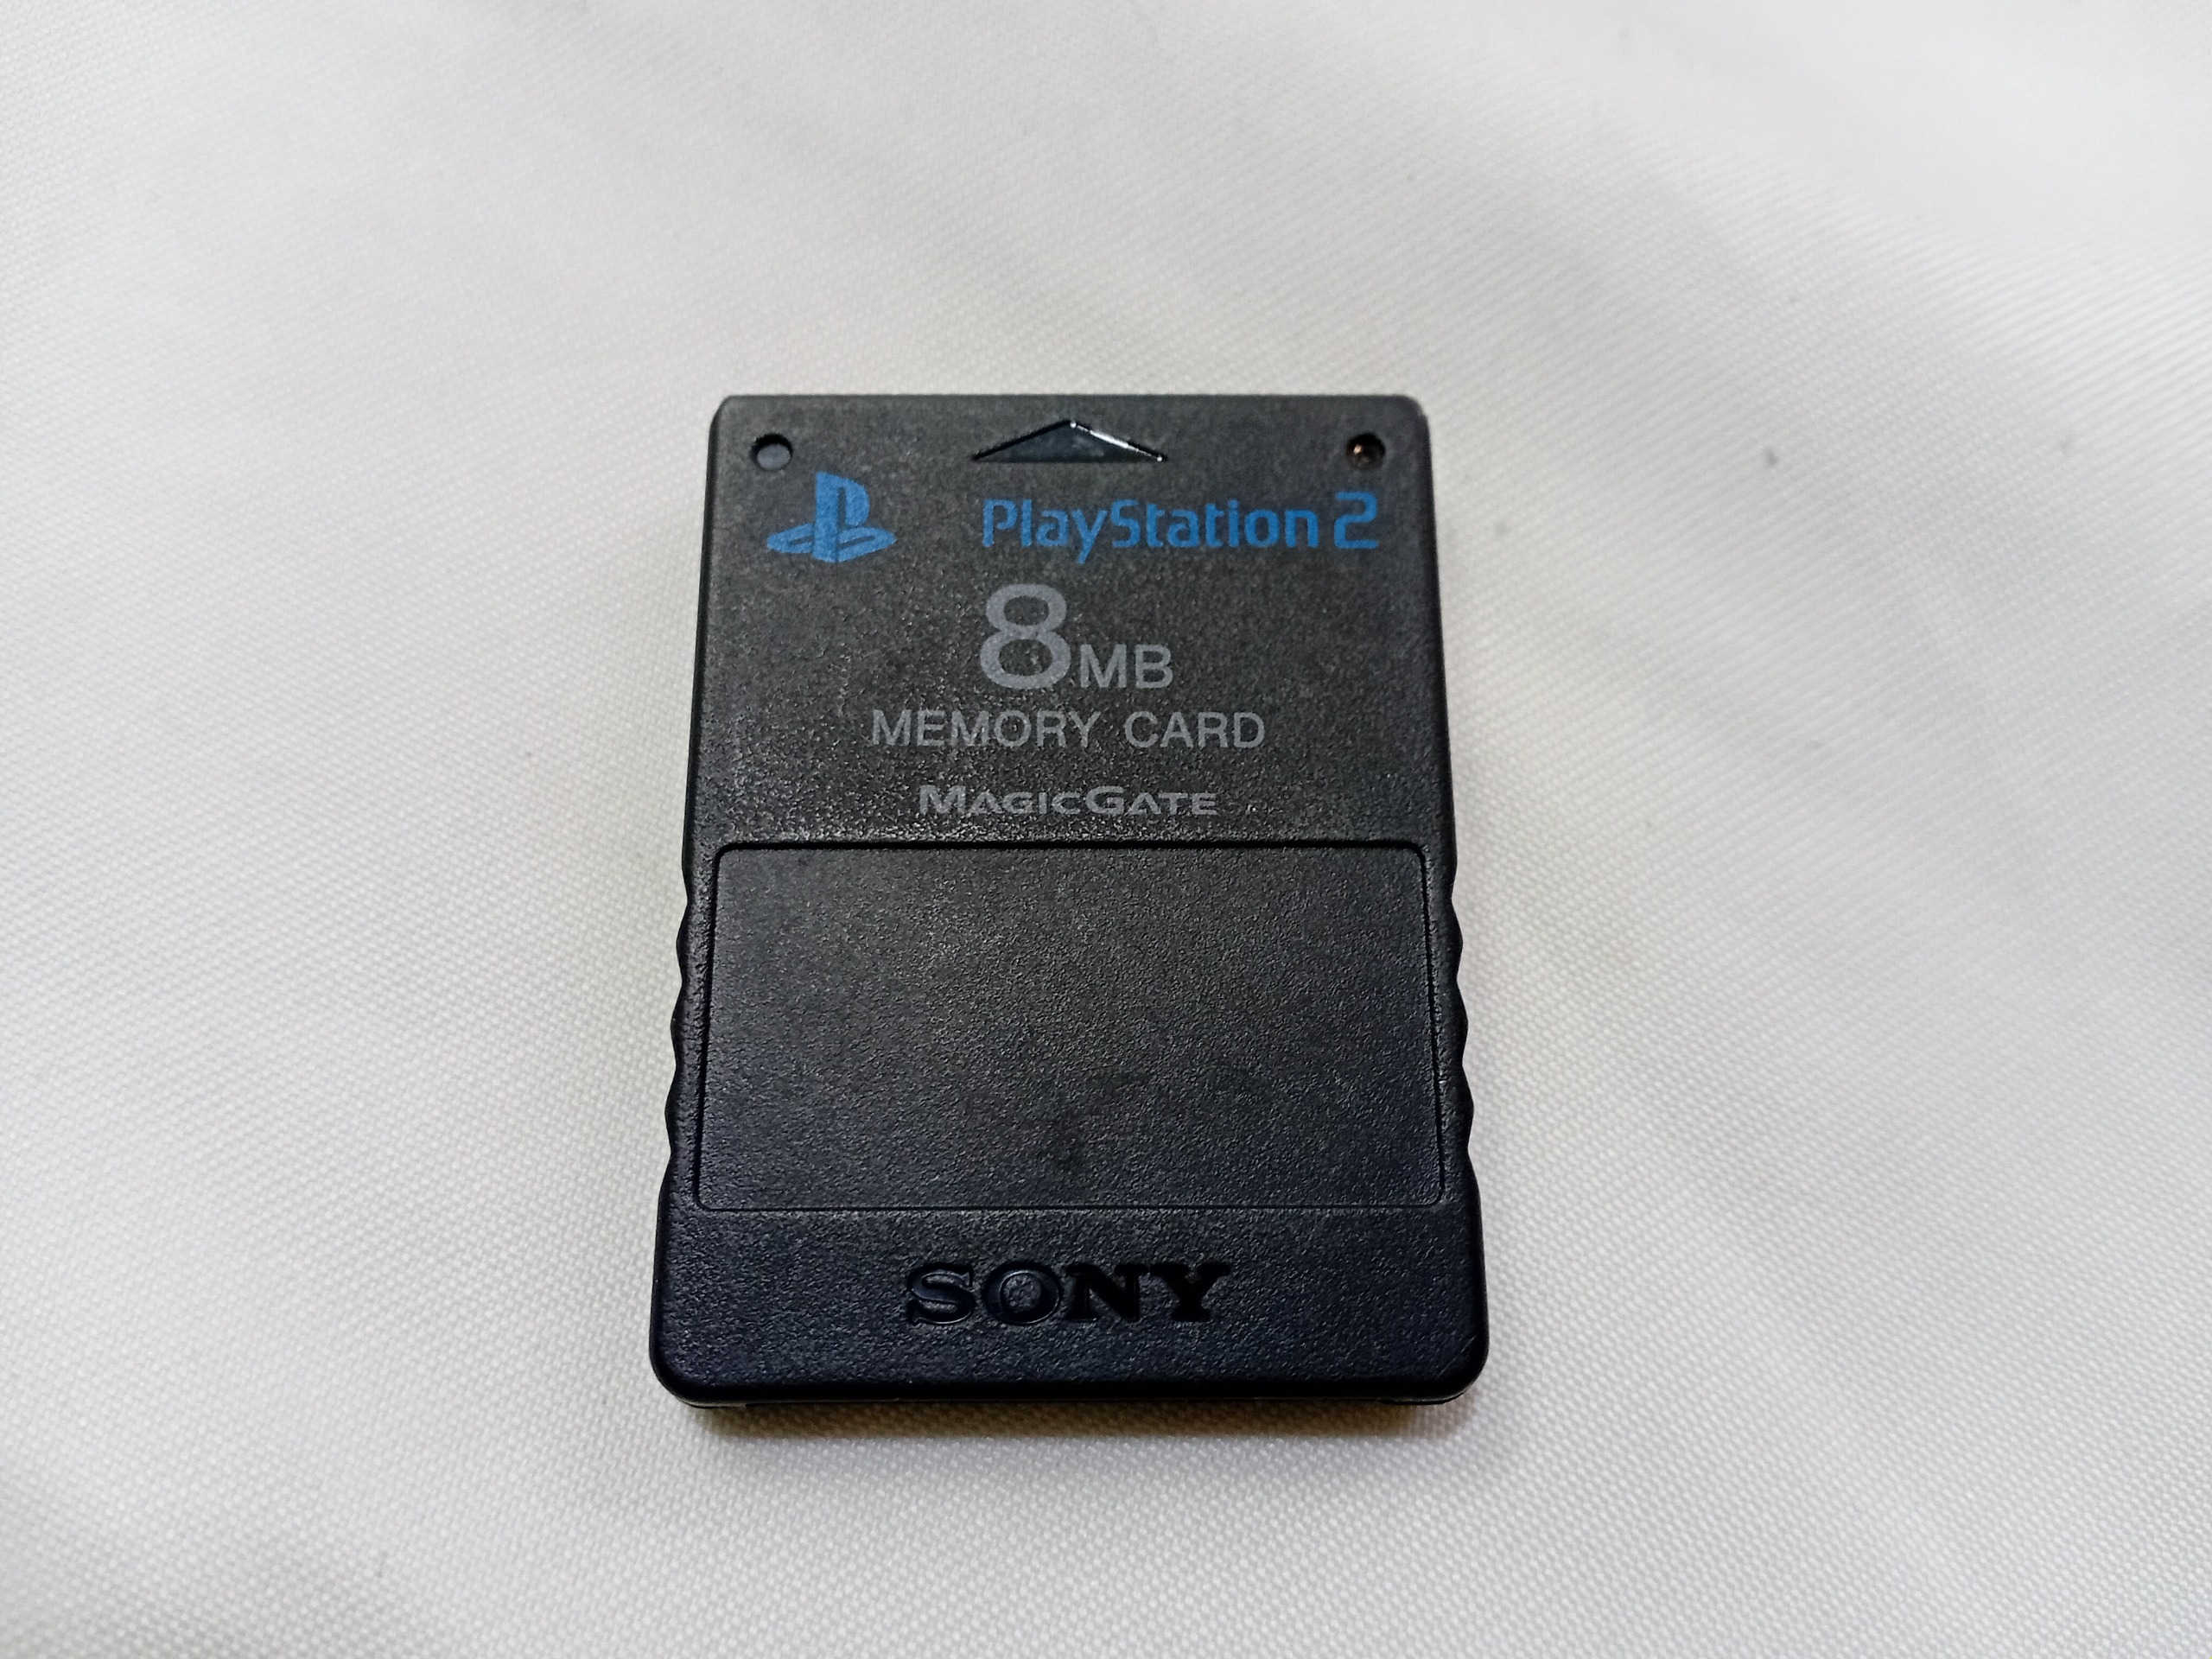 PlayStation 2
8MB
MEMORY CARD
MAGICGATE
SONY